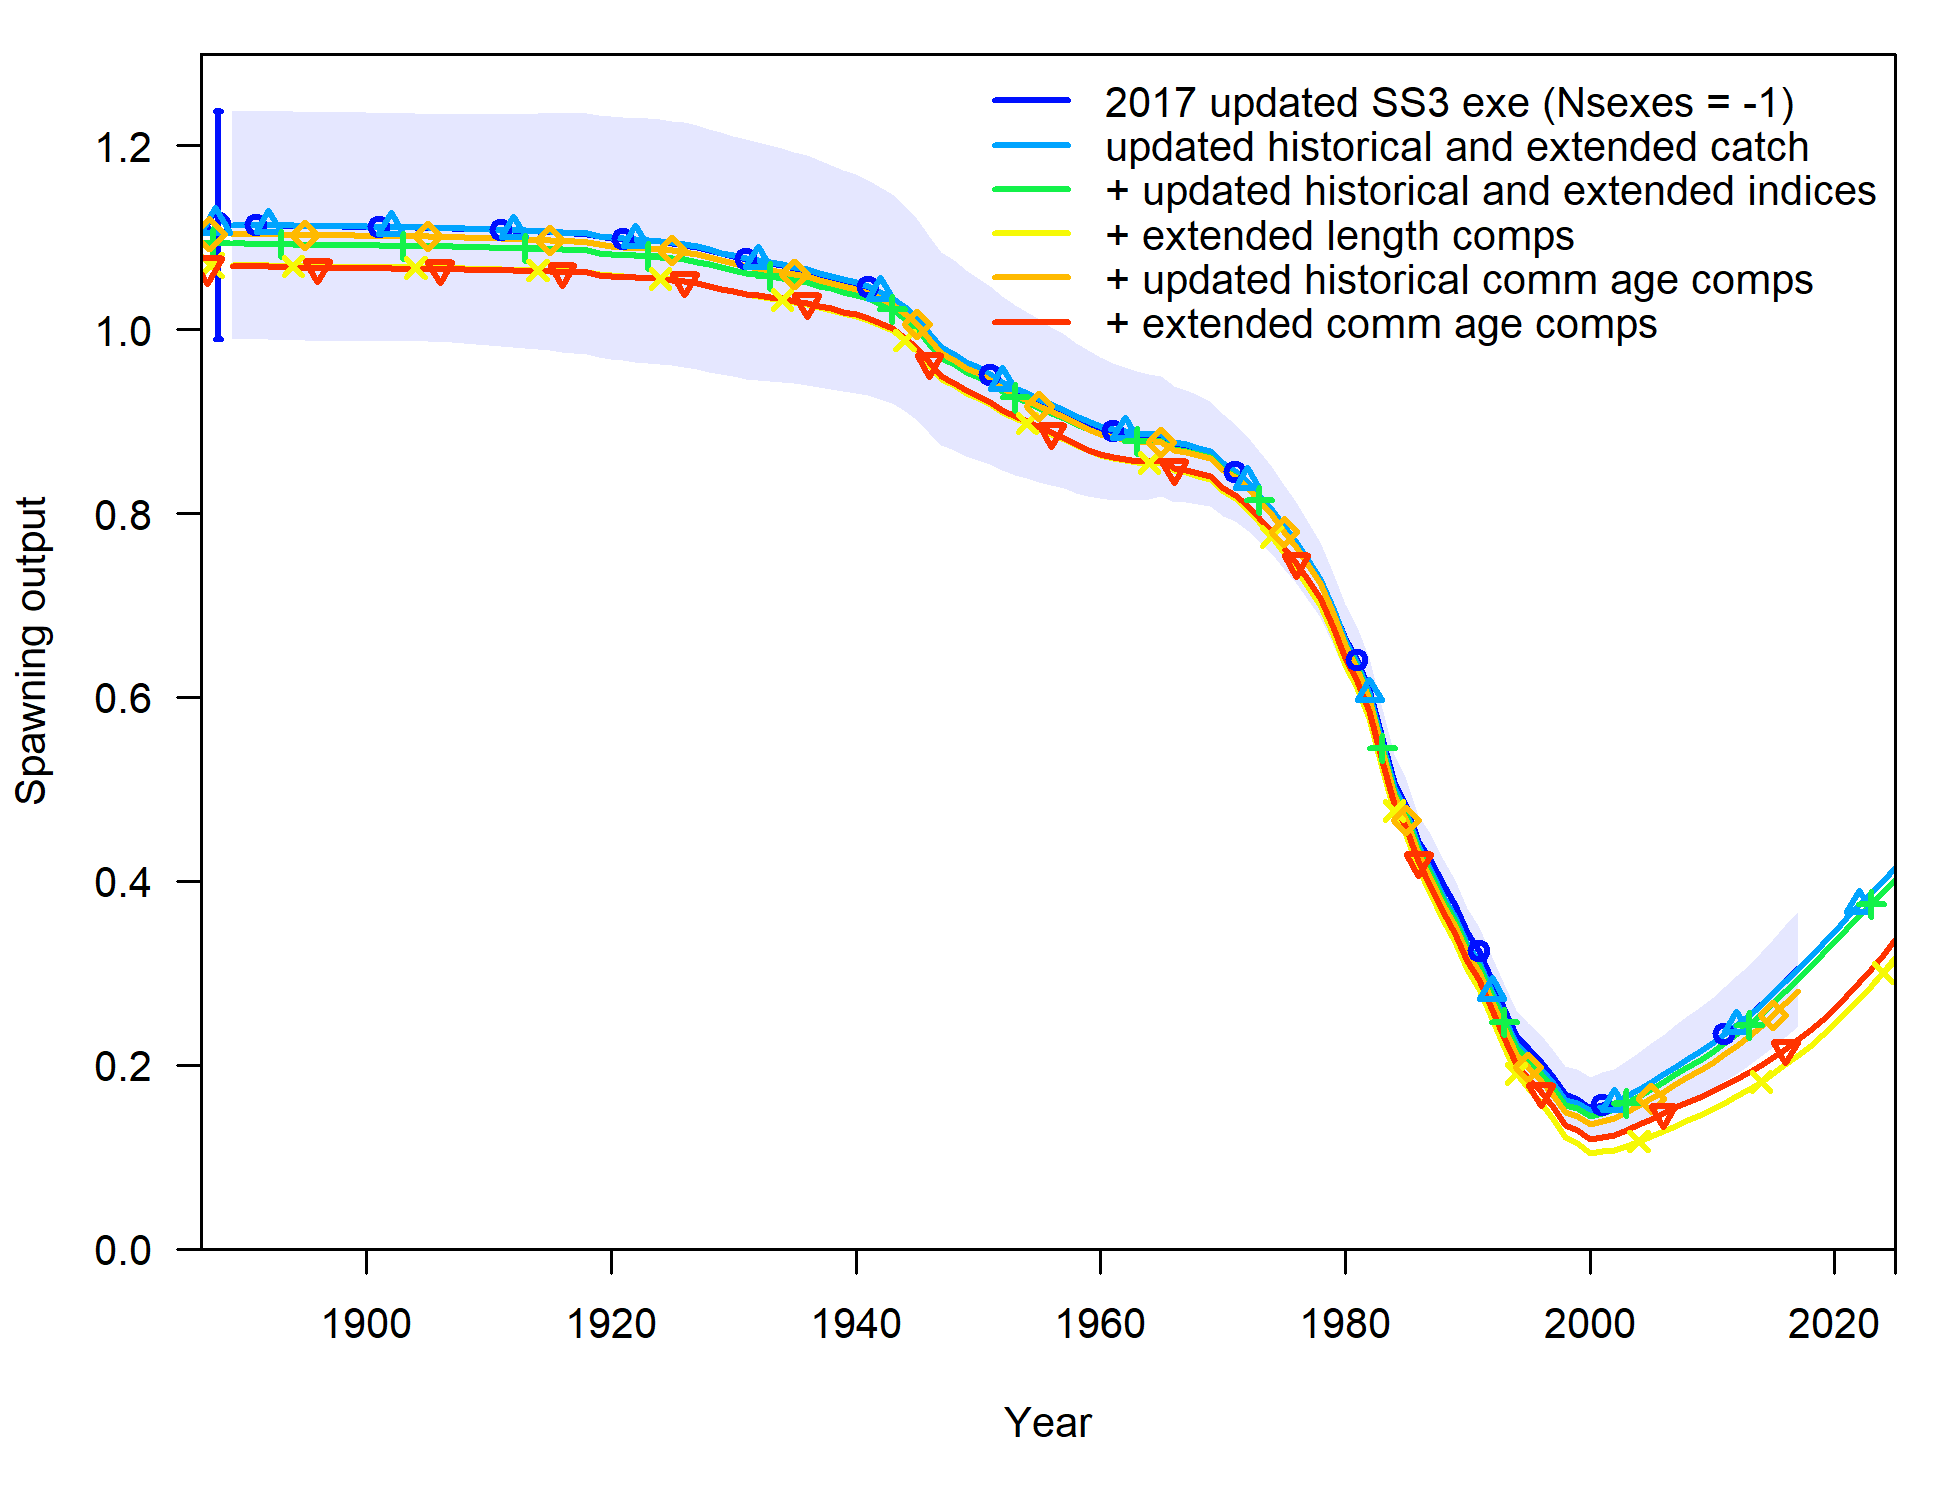 2017 updated SS3 exe (Nsexes = -1)
updated historical and extended catch
+ updated historical and extended indices
+ extended length comps
+ updated historical comm age comps
+ extended comm age comps
Spawning output
1.2
1.0
0.8
0.6
0.4
0.2
0.0
1900 1920 1940 1960 1980 2000 2020
Year